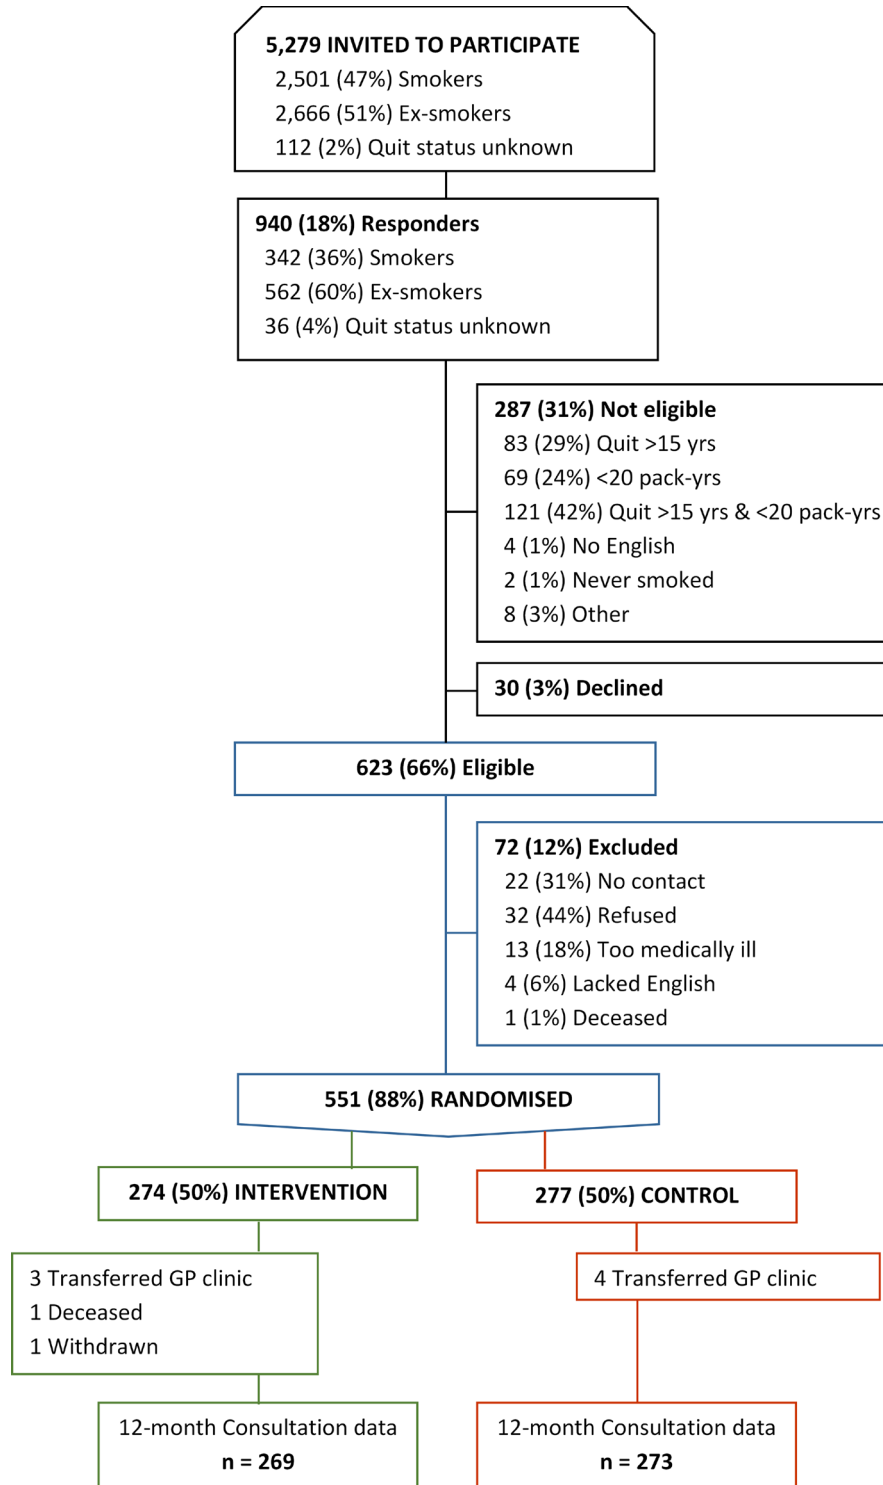 5,279 INVITED TO PARTICIPATE
2,501 (47%) Smokers
2,666 (51%) Ex-smokers
112 (2%) Quit status unknown
940 (18%) Responders
342 (36%) Smokers
562 (60%) Ex-smokers
36 (4%) Quit status unknown
287 (31%) Not eligible
83 (29%) Quit >15 yrs
69 (24%) <20 pack-yrs
121 (42%) Quit >15 yrs & <20 pack-yrs
4 (1%) No English
2 (1%) Never smoked
8 (3%) Other
30 (3%) Declined
623 (66%) Eligible
72 (12%) Excluded
22 (31%) No contact
32 (44%) Refused
13 (18%) Too medically ill
4 (6%) Lacked English
1 (1%) Deceased
551 (88%) RANDOMISED
274 (50%) INTERVENTION
277 (50%) CONTROL
3 Transferred GP clinic
1 Deceased
1 Withdrawn
4 Transferred GP clinic
12-month Consultation data
n = 269
12-month Consultation data
n = 273